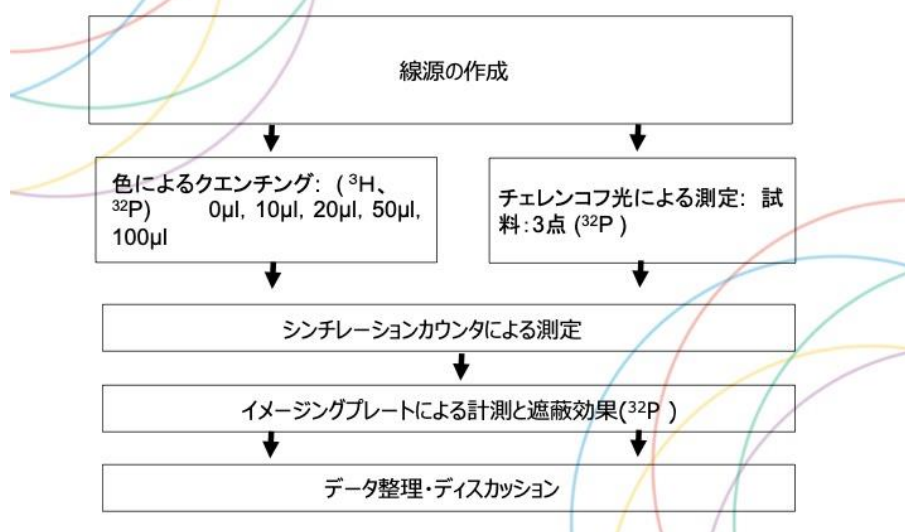 線源の作成
色によるクエンチング: (³H、
³²P) 0µl, 10µl, 20µl, 50µl,
100µl
チェレンコフ光による測定: 試
料:3点 (³²P )
シンチレーションカウンタによる測定
イメージングプレートによる計測と遮蔽効果(³²P )
データ整理・ディスカッション